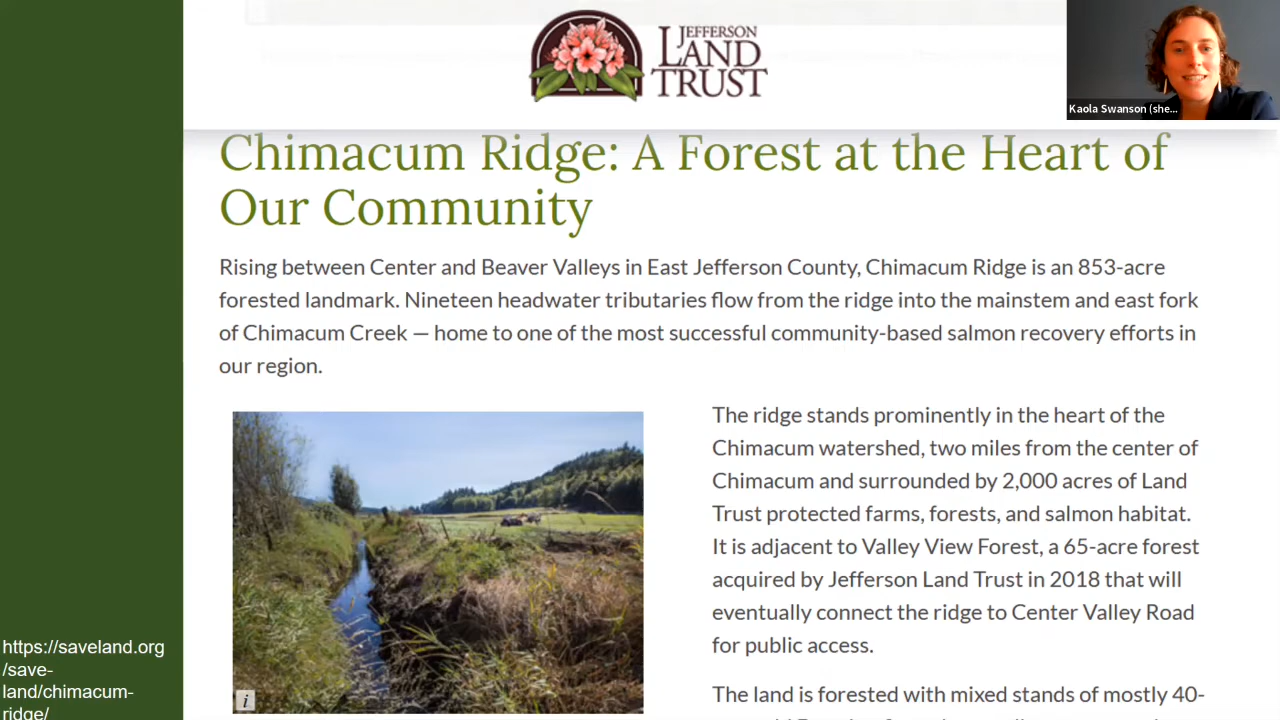 JEFFERSON
LAND
TRUST
Kaola Swanson (she...
Chimacum Ridge: A Forest at the Heart of
Our Community
Rising between Center and Beaver Valleys in East Jefferson County, Chimacum Ridge is an 853-acre
forested landmark. Nineteen headwater tributaries flow from the ridge into the mainstem and east fork
of Chimacum Creek — home to one of the most successful community-based salmon recovery efforts in
our region.
The ridge stands prominently in the heart of the
Chimacum watershed, two miles from the center of
Chimacum and surrounded by 2,000 acres of Land
Trust protected farms, forests, and salmon habitat.
It is adjacent to Valley View Forest, a 65-acre forest
acquired by Jefferson Land Trust in 2018 that will
eventually connect the ridge to Center Valley Road
for public access.
The land is forested with mixed stands of mostly 40-
i
https://saveland.org
/save-
land/chimacum-
ridge/